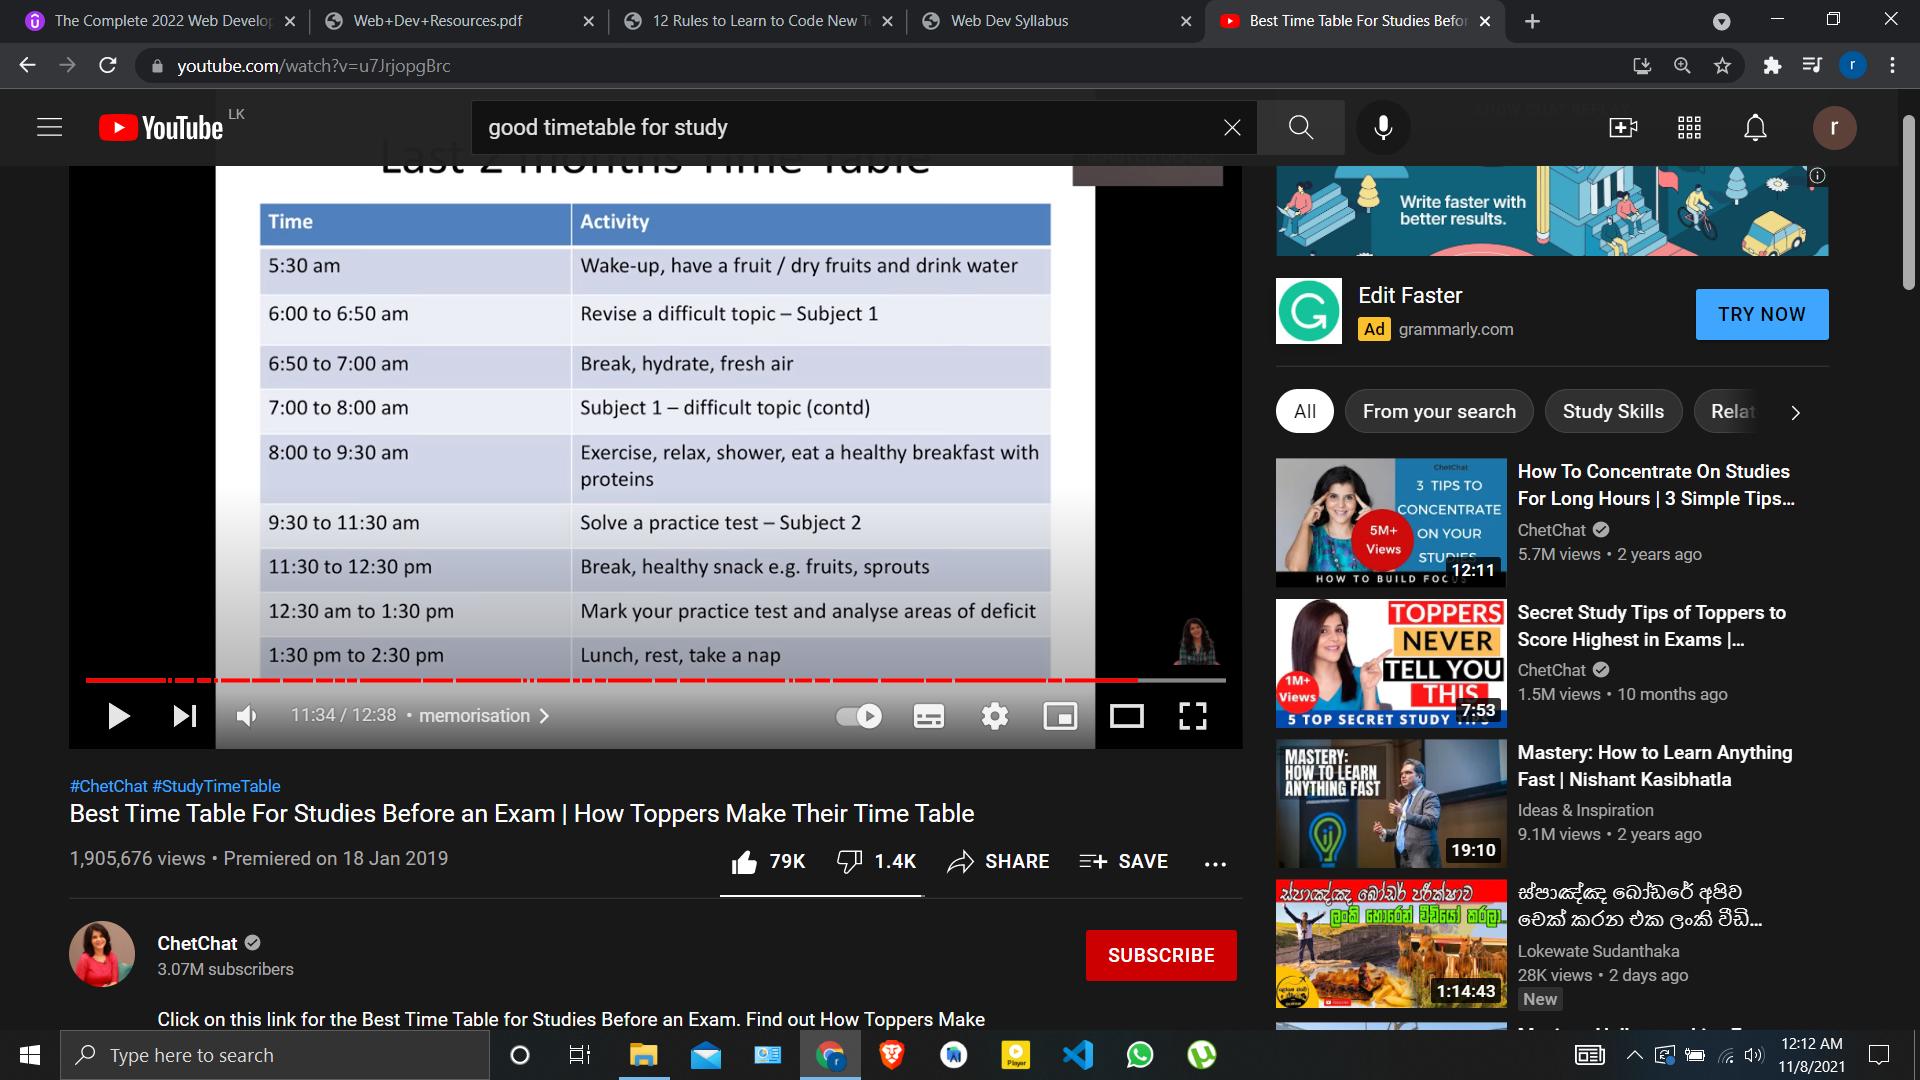 The Complete 2022 Web Develop
Web+Dev+Resources.pdf
12 Rules to Learn to Code New Te
Web Dev Syllabus
Best Time Table For Studies Befor
youtube.com/watch?v=u7JrjopgBrc
r
YouTube LK
good timetable for study
r
Last 2 months Time Table
Time Activity
5:30 am Wake-up, have a fruit / dry fruits and drink water
6:00 to 6:50 am Revise a difficult topic – Subject 1
6:50 to 7:00 am Break, hydrate, fresh air
7:00 to 8:00 am Subject 1 – difficult topic (contd)
8:00 to 9:30 am Exercise, relax, shower, eat a healthy breakfast with
proteins
9:30 to 11:30 am Solve a practice test – Subject 2
11:30 to 12:30 pm Break, healthy snack e.g. fruits, sprouts
12:30 am to 1:30 pm Mark your practice test and analyse areas of deficit
1:30 pm to 2:30 pm Lunch, rest, take a nap
11:34 / 12:38 • memorisation
#ChetChat #StudyTimeTable
Best Time Table For Studies Before an Exam | How Toppers Make Their Time Table
1,905,676 views • Premiered on 18 Jan 2019
79K 1.4K SHARE SAVE
ChetChat
3.07M subscribers
SUBSCRIBE
Click on this link for the Best Time Table for Studies Before an Exam. Find out How Toppers Make
Write faster with
better results.
Edit Faster
Ad grammarly.com
TRY NOW
All From your search Study Skills Relat
ChetChat
3 TIPS TO
CONCENTRATE
ON YOUR
STUDIES
5M+
Views
HOW TO BUILD FOCUS
12:11
How To Concentrate On Studies
For Long Hours | 3 Simple Tips...
ChetChat
5.7M views • 2 years ago
TOPPERS
NEVER
TELL YOU
THIS
1M+
Views
5 TOP SECRET STUDY TIPS
7:53
Secret Study Tips of Toppers to
Score Highest in Exams |...
ChetChat
1.5M views • 10 months ago
MASTERY:
HOW TO LEARN
ANYTHING FAST
19:10
Mastery: How to Learn Anything
Fast | Nishant Kasibhatla
Ideas & Inspiration
9.1M views • 2 years ago
ස්පාඤ්ඤ බෝඩර් පරීක්ෂාව
ලංකි හොරෙන් වීඩියෝ කරලා
1:14:43
ස්පාඤ්ඤ බෝඩරේ අපිව
චෙක් කරන එක ලංකි වීඩි...
Lokewate Sudanthaka
28K views • 2 days ago
New
Type here to search
Player
12:12 AM
11/8/2021